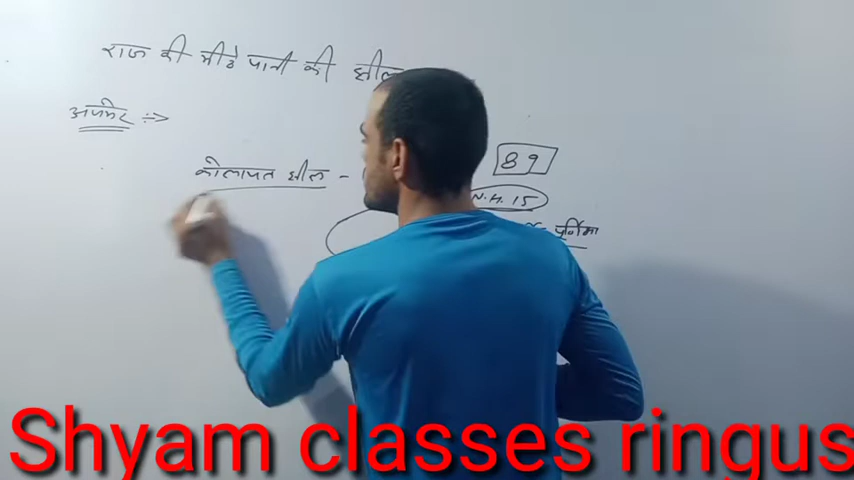 राज की मीठे पानी की झील
अजमेर ⇒
कोलायत झील -
89
N.H. 15
पूर्णिमा
Shyam classes ringus